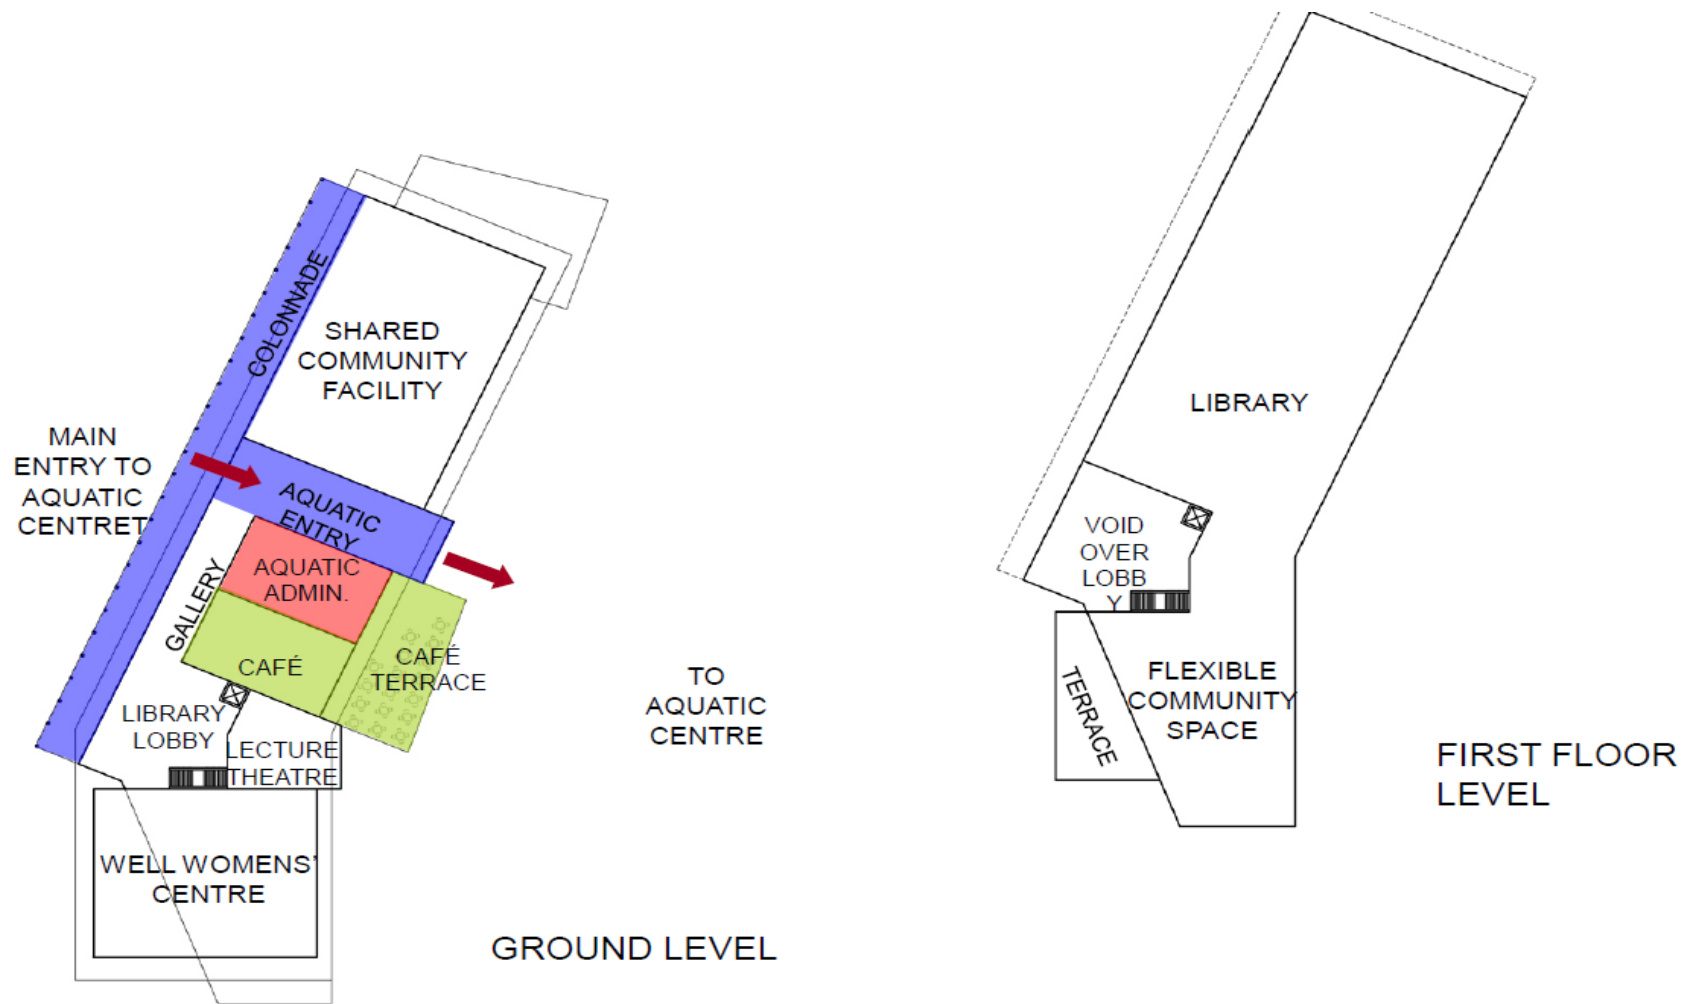 COLONNADE
SHARED
COMMUNITY
FACILITY
MAIN
ENTRY TO
AQUATIC
CENTRET
AQUATIC
ENTRY
AQUATIC
ADMIN.
GALLERY
CAFÉ
CAFÉ
TERRACE
LIBRARY
LOBBY
LECTURE
THEATRE
WELL WOMENS'
CENTRE
TO
AQUATIC
CENTRE
GROUND LEVEL
LIBRARY
VOID
OVER
LOBB
Y
TERRACE
FLEXIBLE
COMMUNITY
SPACE
FIRST FLOOR
LEVEL